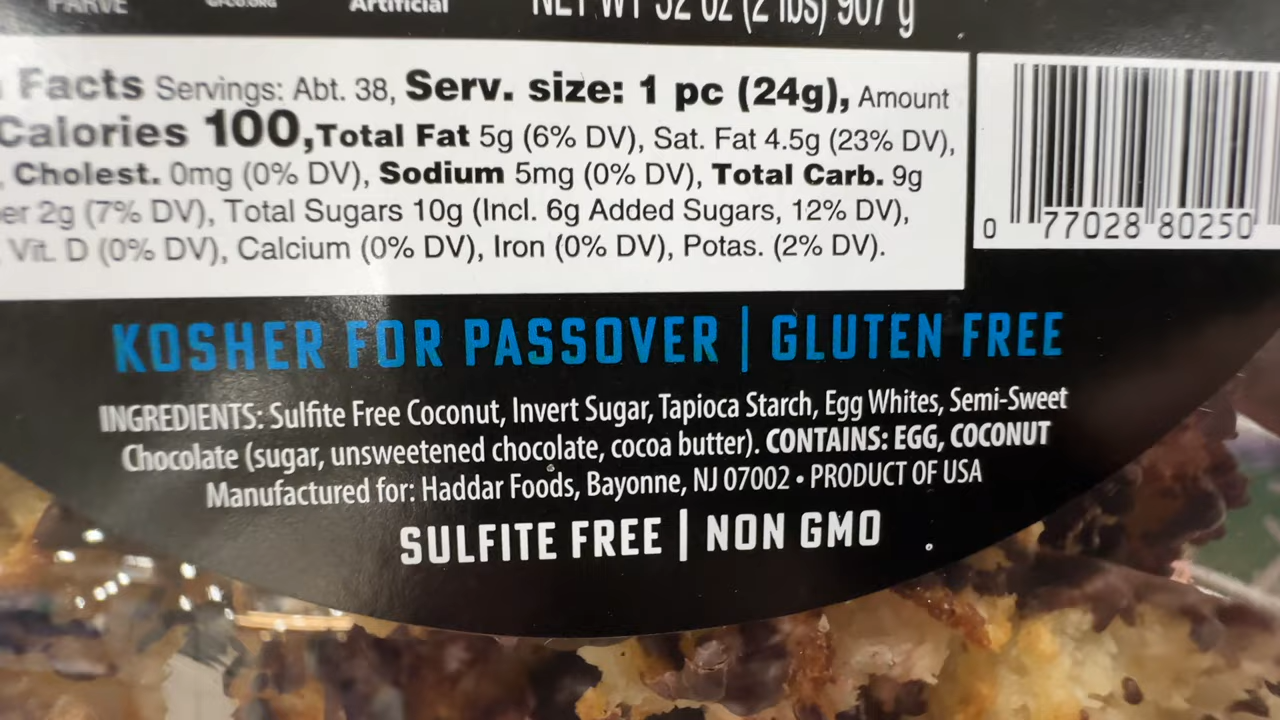 PARVE
Artificial
NET WT 32 OZ (2 lbs) 907 g
Facts Servings: Abt. 38, Serv. size: 1 pc (24g), Amount
Calories 100,Total Fat 5g (6% DV), Sat. Fat 4.5g (23% DV),
Cholest. 0mg (0% DV), Sodium 5mg (0% DV), Total Carb. 9g
er 2g (7% DV), Total Sugars 10g (Incl. 6g Added Sugars, 12% DV),
Vit. D (0% DV), Calcium (0% DV), Iron (0% DV), Potas. (2% DV).
0 77028 80250
KOSHER FOR PASSOVER | GLUTEN FREE
INGREDIENTS: Sulfite Free Coconut, Invert Sugar, Tapioca Starch, Egg Whites, Semi-Sweet
Chocolate (sugar, unsweetened chocolate, cocoa butter). CONTAINS: EGG, COCONUT
Manufactured for: Haddar Foods, Bayonne, NJ 07002 • PRODUCT OF USA
SULFITE FREE | NON GMO